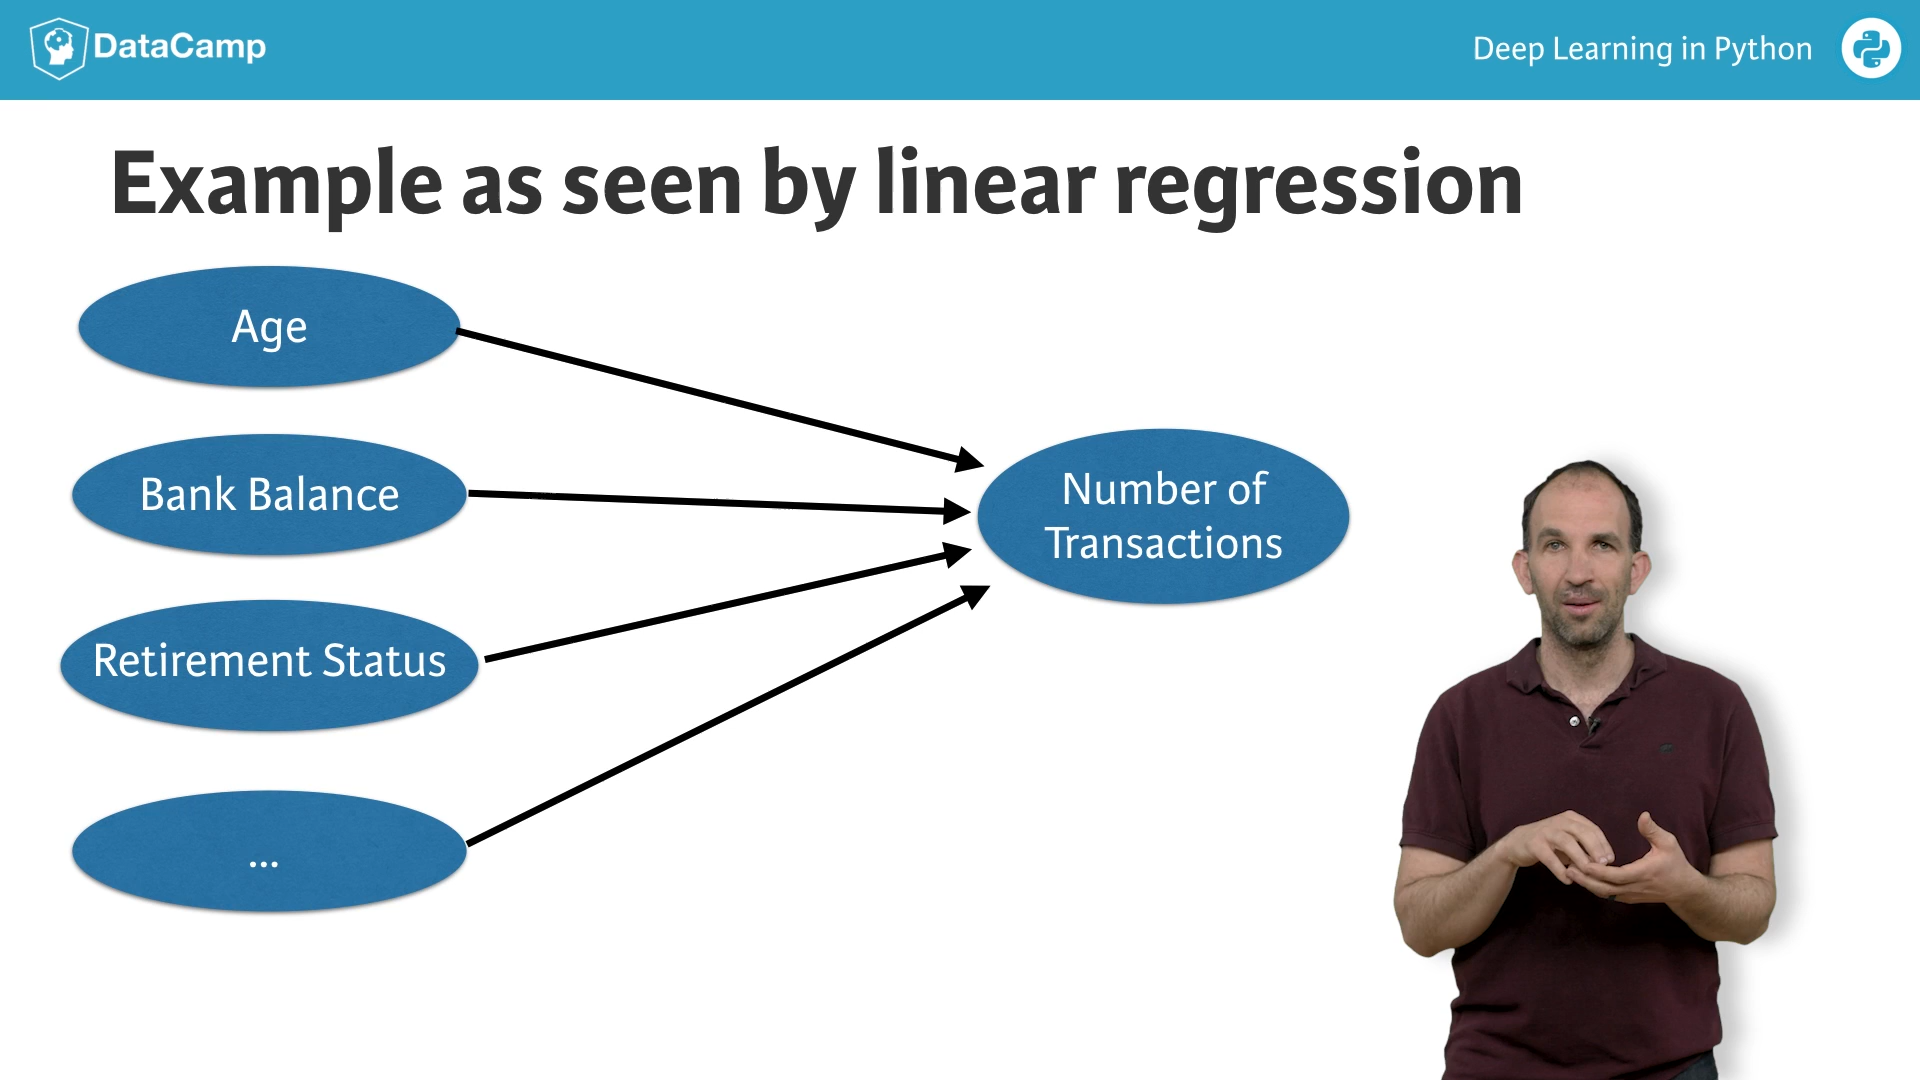 DataCamp
Deep Learning in Python
Example as seen by linear regression
Age
Bank Balance
Number of
Transactions
Retirement Status
...